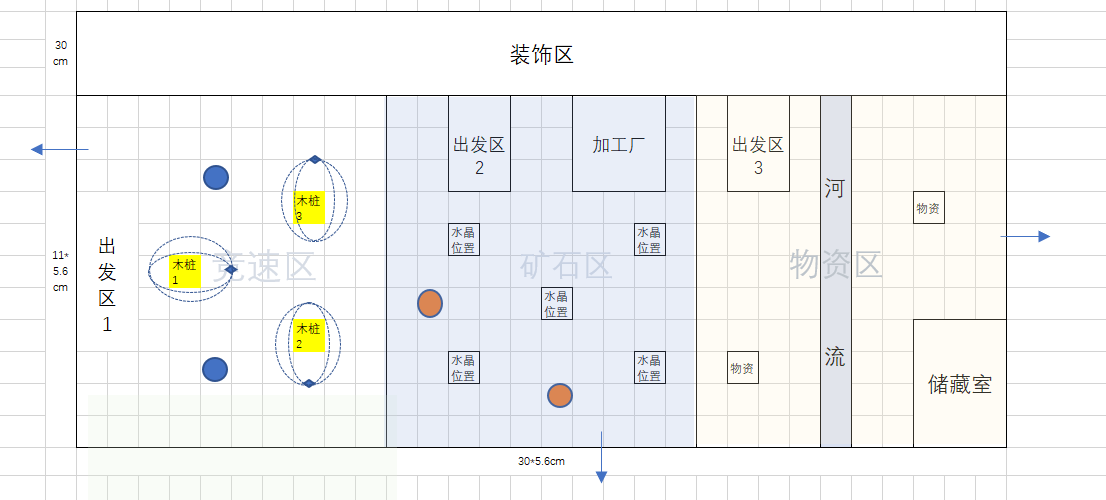 30
cm
装饰区
出发区
2
加工厂
出发区
3
河
流
木桩
3
物资
水晶
位置
水晶
位置
出
发
区
1
11*
5.6
cm
木桩
1
竞速区
矿石区
物资区
水晶
位置
木桩
2
水晶
位置
水晶
位置
物资
储藏室
30*5.6cm